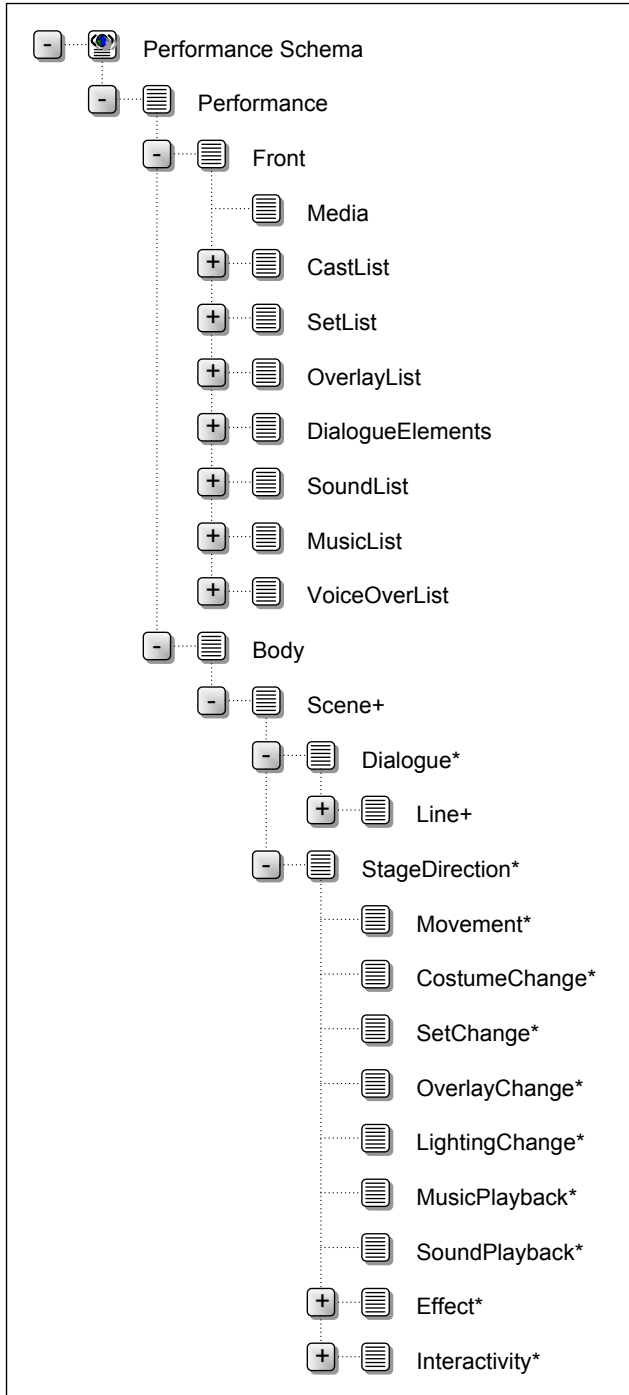 Performance Schema
Performance
Front
Media
CastList
SetList
OverlayList
DialogueElements
SoundList
MusicList
VoiceOverList
Body
Scene+
Dialogue*
Line+
StageDirection*
Movement*
CostumeChange*
SetChange*
OverlayChange*
LightingChange*
MusicPlayback*
SoundPlayback*
Effect*
Interactivity*